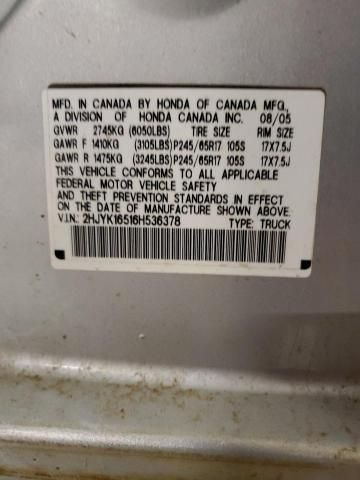 MFD. IN CANADA BY HONDA OF CANADA MFG.,
A DIVISION OF HONDA CANADA INC. 08/05
GVWR 2745KG (6050LBS) TIRE SIZE RIM SIZE
GAWR F 1410KG (3105LBS) P245/65R17 105S 17X7.5J
GAWR R 1475KG (3245LBS) P245/65R17 105S 17X7.5J
THIS VEHICLE CONFORMS TO ALL APPLICABLE
FEDERAL MOTOR VEHICLE SAFETY
AND THEFT PREVENTION STANDARDS IN EFFECT
ON THE DATE OF MANUFACTURE SHOWN ABOVE.
V.I.N: 2HJYK16516H536378 TYPE: TRUCK